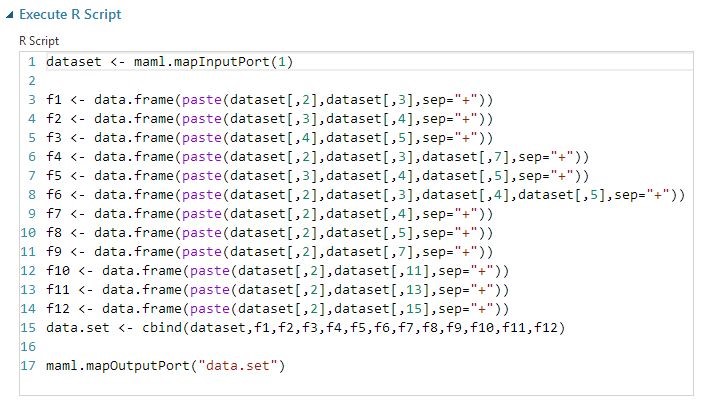 Execute R Script
R Script
1 dataset <- maml.mapInputPort(1)
2
3 f1 <- data.frame(paste(dataset[,2],dataset[,3],sep="+"))
4 f2 <- data.frame(paste(dataset[,3],dataset[,4],sep="+"))
5 f3 <- data.frame(paste(dataset[,4],dataset[,5],sep="+"))
6 f4 <- data.frame(paste(dataset[,2],dataset[,3],dataset[,7],sep="+"))
7 f5 <- data.frame(paste(dataset[,3],dataset[,4],dataset[,5],sep="+"))
8 f6 <- data.frame(paste(dataset[,2],dataset[,3],dataset[,4],dataset[,5],sep="+"))
9 f7 <- data.frame(paste(dataset[,2],dataset[,4],sep="+"))
10 f8 <- data.frame(paste(dataset[,2],dataset[,5],sep="+"))
11 f9 <- data.frame(paste(dataset[,2],dataset[,7],sep="+"))
12 f10 <- data.frame(paste(dataset[,2],dataset[,11],sep="+"))
13 f11 <- data.frame(paste(dataset[,2],dataset[,13],sep="+"))
14 f12 <- data.frame(paste(dataset[,2],dataset[,15],sep="+"))
15 data.set <- cbind(dataset,f1,f2,f3,f4,f5,f6,f7,f8,f9,f10,f11,f12)
16
17 maml.mapOutputPort("data.set")